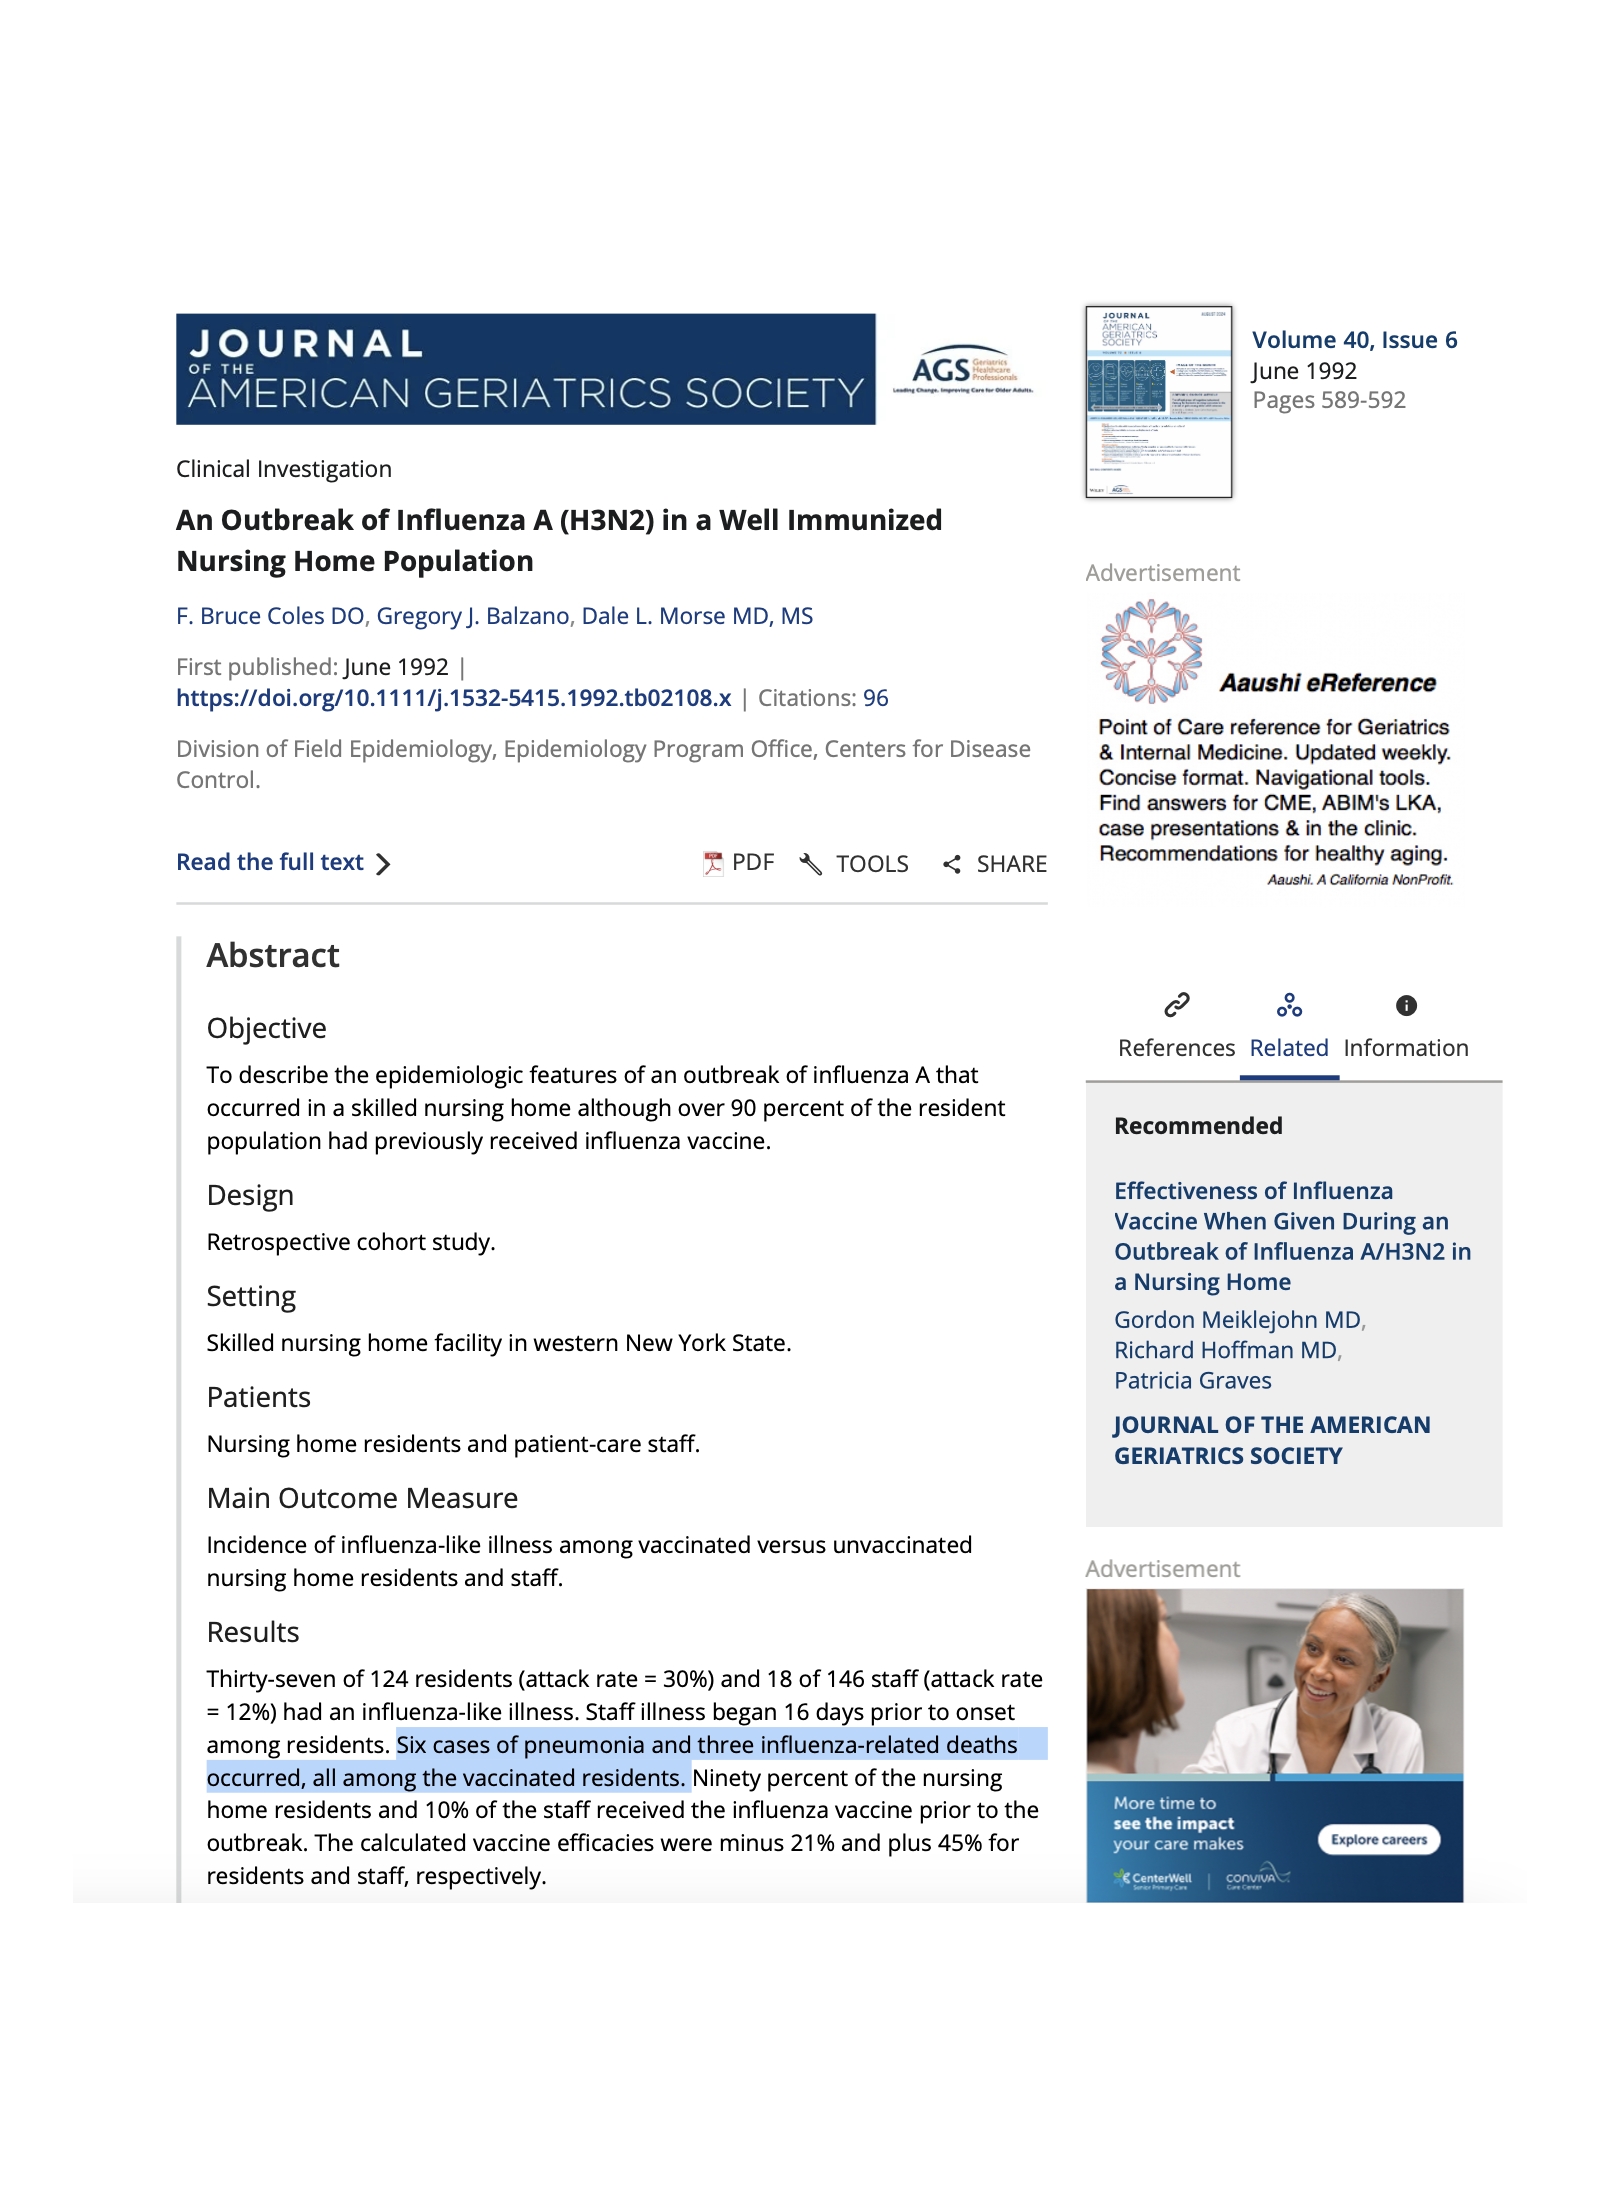 JOURNAL
OF THE
AMERICAN GERIATRICS SOCIETY
AGS Geriatrics
Healthcare
Professionals
Leading Change. Improving Care for Older Adults.
Clinical Investigation
An Outbreak of Influenza A (H3N2) in a Well Immunized
Nursing Home Population
F. Bruce Coles DO, Gregory J. Balzano, Dale L. Morse MD, MS
First published: June 1992 |
https://doi.org/10.1111/j.1532-5415.1992.tb02108.x | Citations: 96
Division of Field Epidemiology, Epidemiology Program Office, Centers for Disease
Control.
Read the full text
PDF TOOLS SHARE
Abstract
Objective
To describe the epidemiologic features of an outbreak of influenza A that
occurred in a skilled nursing home although over 90 percent of the resident
population had previously received influenza vaccine.
Design
Retrospective cohort study.
Setting
Skilled nursing home facility in western New York State.
Patients
Nursing home residents and patient-care staff.
Main Outcome Measure
Incidence of influenza-like illness among vaccinated versus unvaccinated
nursing home residents and staff.
Results
Thirty-seven of 124 residents (attack rate = 30%) and 18 of 146 staff (attack rate
= 12%) had an influenza-like illness. Staff illness began 16 days prior to onset
among residents. Six cases of pneumonia and three influenza-related deaths
occurred, all among the vaccinated residents. Ninety percent of the nursing
home residents and 10% of the staff received the influenza vaccine prior to the
outbreak. The calculated vaccine efficacies were minus 21% and plus 45% for
residents and staff, respectively.
JOURNAL
AMERICAN
GERIATRICS
SOCIETY
Volume 40, Issue 6
June 1992
Pages 589-592
Advertisement
Aaushi eReference
Point of Care reference for Geriatrics
& Internal Medicine. Updated weekly.
Concise format. Navigational tools.
Find answers for CME, ABIM's LKA,
case presentations & in the clinic.
Recommendations for healthy aging.
Aaushi. A California NonProfit.
References Related Information
Recommended
Effectiveness of Influenza
Vaccine When Given During an
Outbreak of Influenza A/H3N2 in
a Nursing Home
Gordon Meiklejohn MD,
Richard Hoffman MD,
Patricia Graves
JOURNAL OF THE AMERICAN
GERIATRICS SOCIETY
Advertisement
More time to
see the impact
your care makes
Explore careers
CenterWell
Senior Primary Care
CONVIVA
Care Center